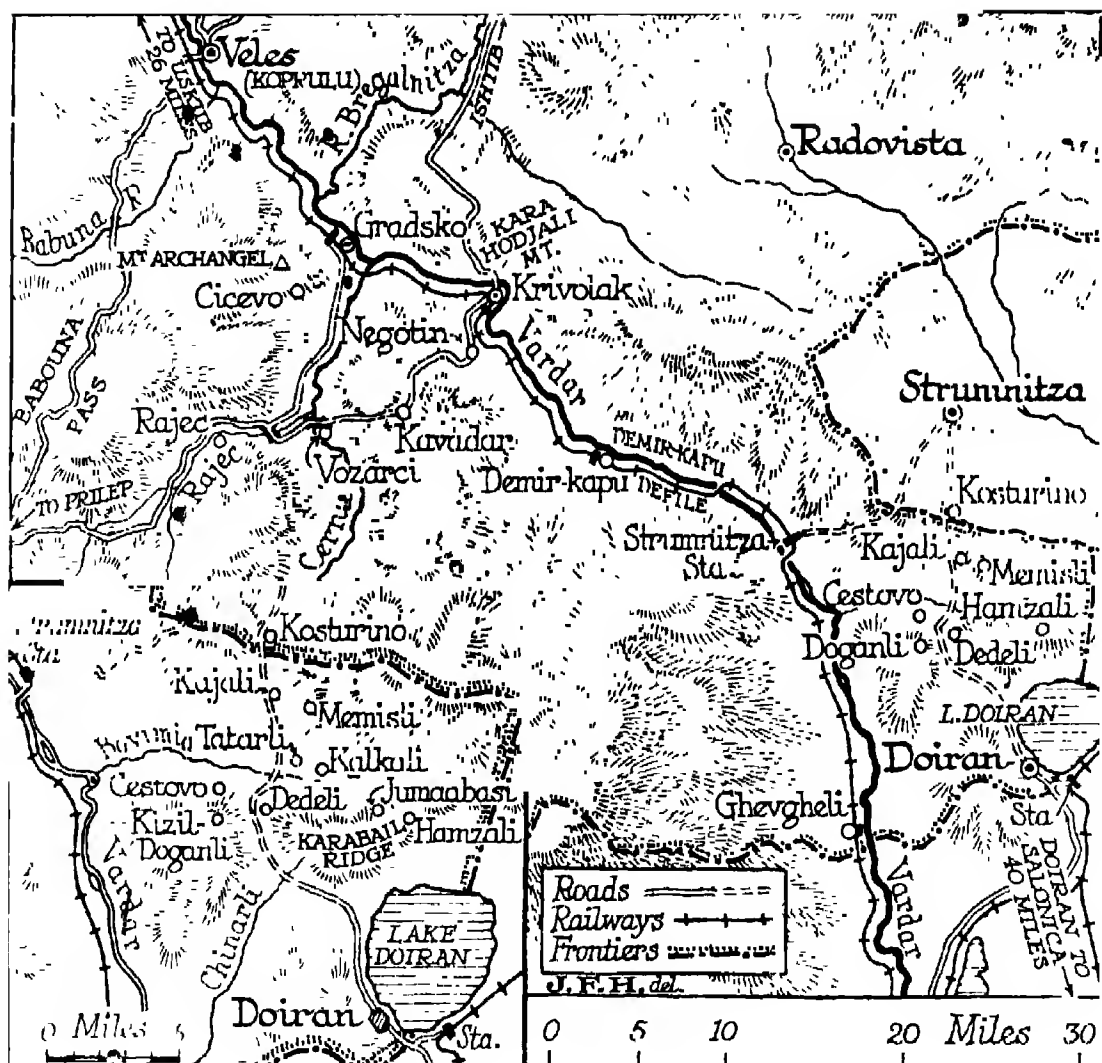 TO USKUB
26 MILES
Veles
(KOPRULU)
R. Bregalnitza
ISHTIB
Radovista
Babuna R.
Gradsko
KARA
HODJALI
MT.
MT ARCHANGEL
Cicevo
Krivolak
Negotin
Vardar
BABOUNA
PASS
Strumnitza
Rajec
Kavadar
DEMIR-KAPU
Vozarci
Rajec
Demir-kapu
DEFILE
Kosturino
TO PRILEP
Cerna
Strumnitza
Sta.
Kajali
Memisli
Cestovo
Hamzali
Doganli
Dedeli
L. DOIRAN
Doiran
Ghevgheli
Sta.
DOIRAN TO
SALONICA
40 MILES
Vardar
Kosturino
Kajali
Memisli
Tatarli
Kalkali
Cestovo
Dedeli
Jumaabasi
Kizil-
Doganli
KARABAIL
RIDGE
Hamzali
Vardar
Chinarli
LAKE
DOIRAN
Doiran
Sta.
0 Miles 5
Roads
Railways
Frontiers
J.F.H. del.
0 5 10 20 Miles 30